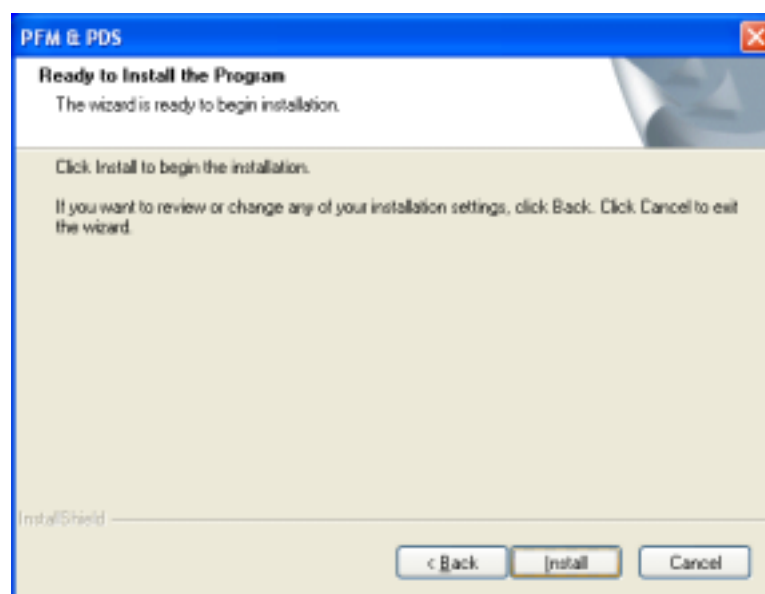 PFM & PDS
Ready to Install the Program
The wizard is ready to begin installation.
Click Install to begin the installation.
If you want to review or change any of your installation settings, click Back. Click Cancel to exit
the wizard.
InstallShield
< Back
Install
Cancel